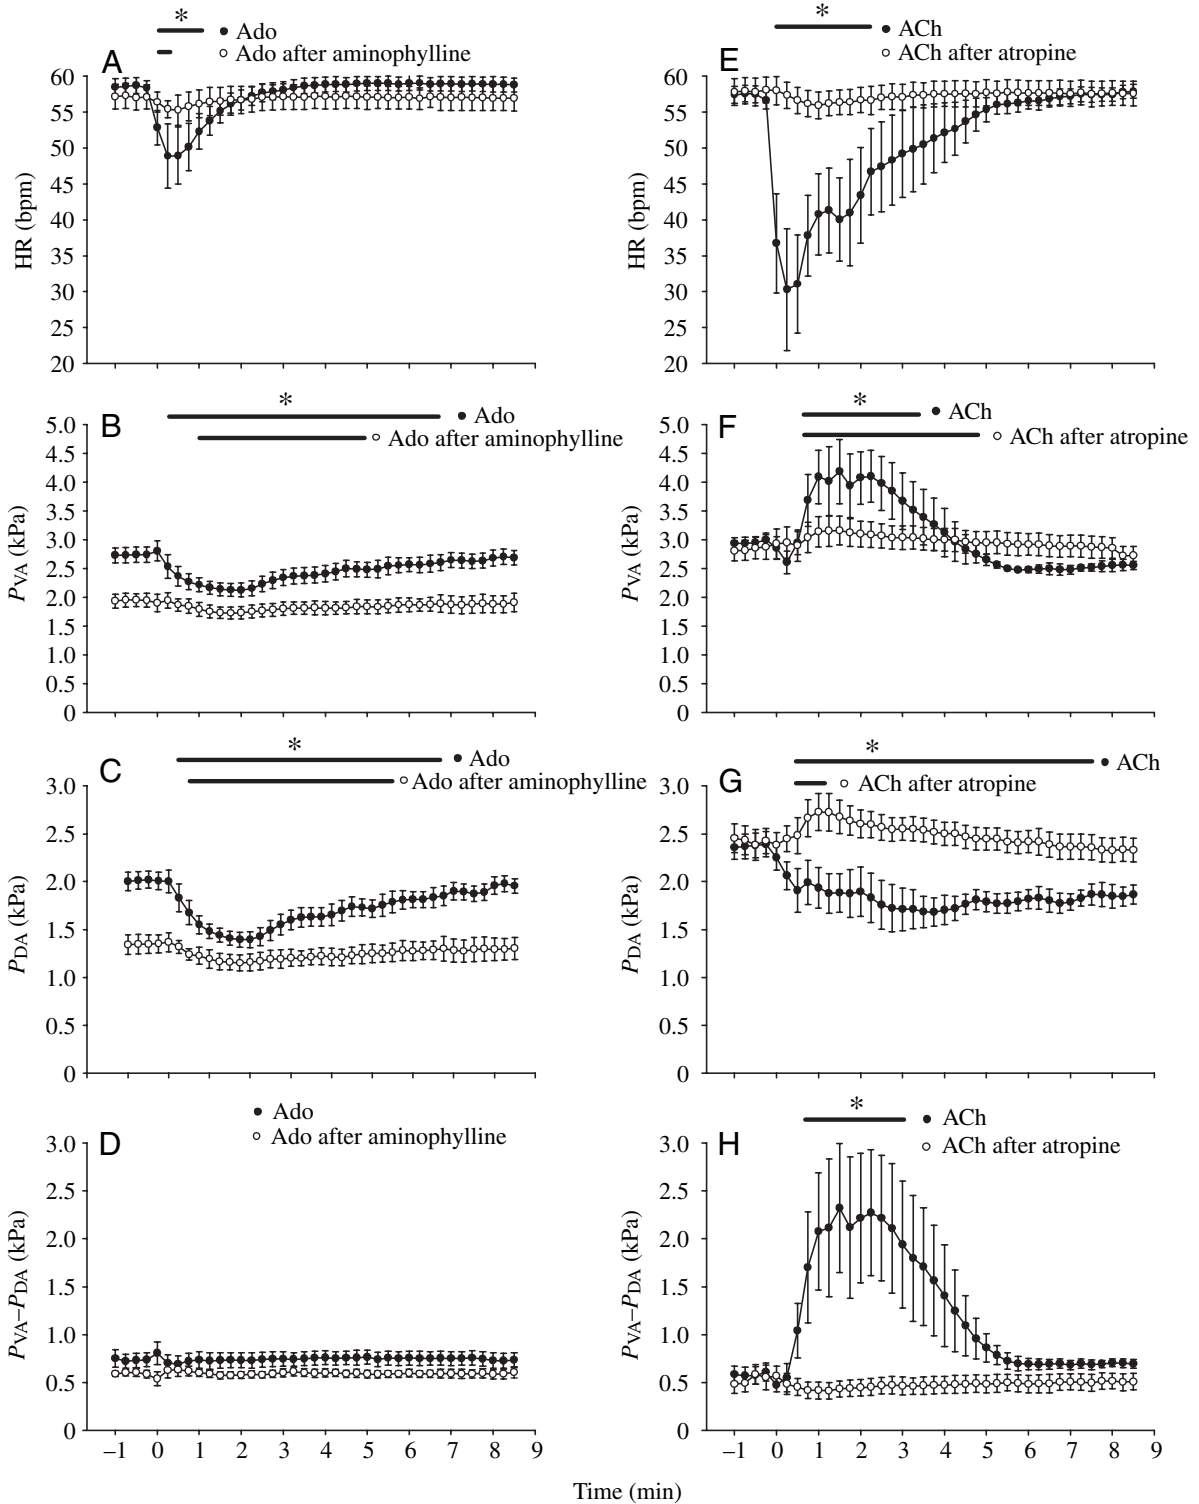 *
Ado
A
Ado after aminophylline
60
55
50
45
40
35
30
25
20
HR (bpm)
*
B
Ado
Ado after aminophylline
5.0
4.5
4.0
3.5
3.0
2.5
2.0
1.5
1.0
0.5
0
PVA (kPa)
*
C
Ado
Ado after aminophylline
3.0
2.5
2.0
1.5
1.0
0.5
0
PDA (kPa)
Ado
D
Ado after aminophylline
3.0
2.5
2.0
1.5
1.0
0.5
0
PVA–PDA (kPa)
–1 0 1 2 3 4 5 6 7 8 9
*
ACh
E
ACh after atropine
60
55
50
45
40
35
30
25
20
HR (bpm)
*
F
ACh
ACh after atropine
5.0
4.5
4.0
3.5
3.0
2.5
2.0
1.5
1.0
0.5
0
PVA (kPa)
*
ACh
G
ACh after atropine
3.0
2.5
2.0
1.5
1.0
0.5
0
PDA (kPa)
*
ACh
H
ACh after atropine
3.0
2.5
2.0
1.5
1.0
0.5
0
PVA–PDA (kPa)
–1 0 1 2 3 4 5 6 7 8 9
Time (min)